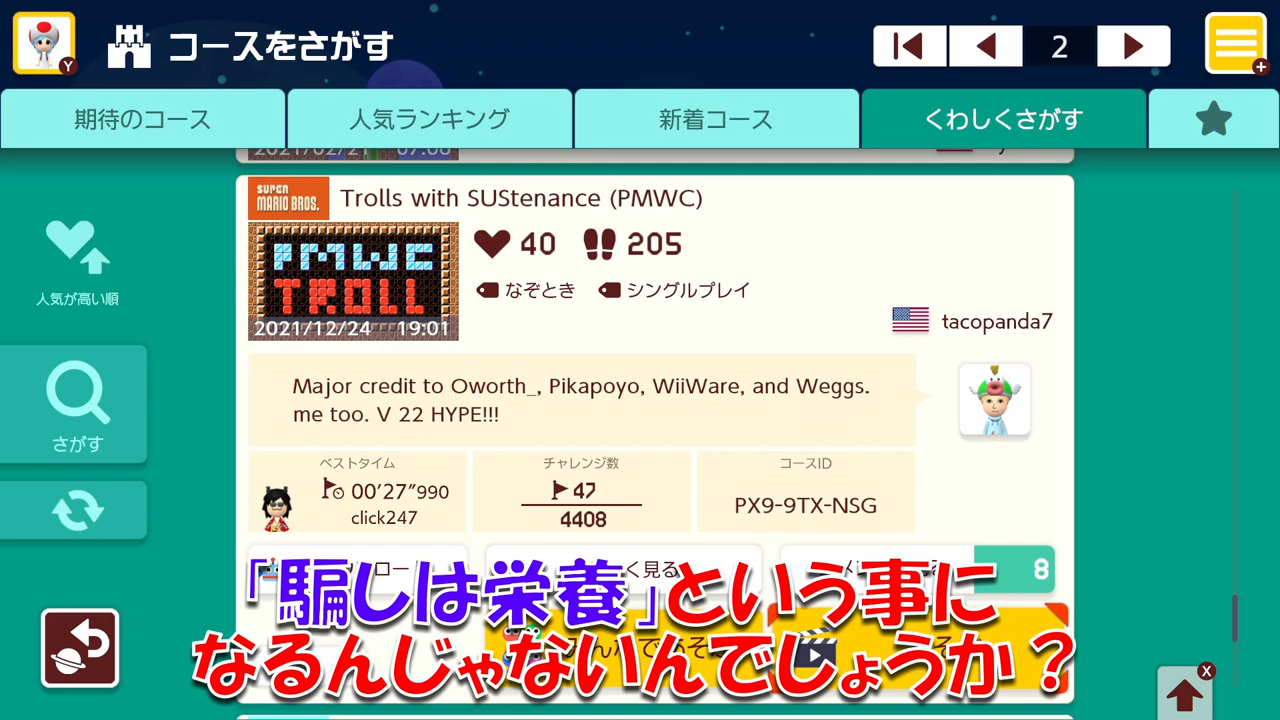 コースをさがす
2
Y
+
期待のコース
人気ランキング
新着コース
くわしくさがす
SUPER
MARIO BROS.
Trolls with SUStenance (PMWC)
PMWC
TROLL
2021/12/24 19:01
40 205
なぞとき シングルプレイ
tacopanda7
人気が高い順
さがす
Major credit to Oworth_, Pikapoyo, WiiWare, and Weggs.
me too. V 22 HYPE!!!
ベストタイム
00'27"990
click247
チャレンジ数
47
4408
コースID
PX9-9TX-NSG
8
「騙しは栄養」という事に
なるんじゃないんでしょうか？
X